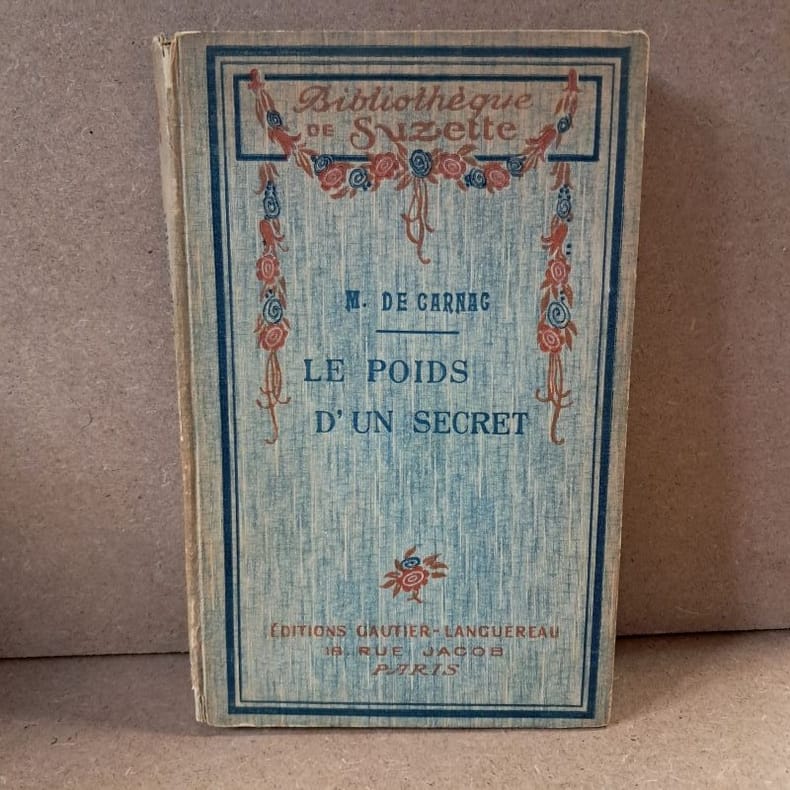 Bibliothèque
DE Suzette
M. DE CARNAC
LE POIDS
D'UN SECRET
ÉDITIONS GAUTIER-LANGUEREAU
18, RUE JACOB
PARIS